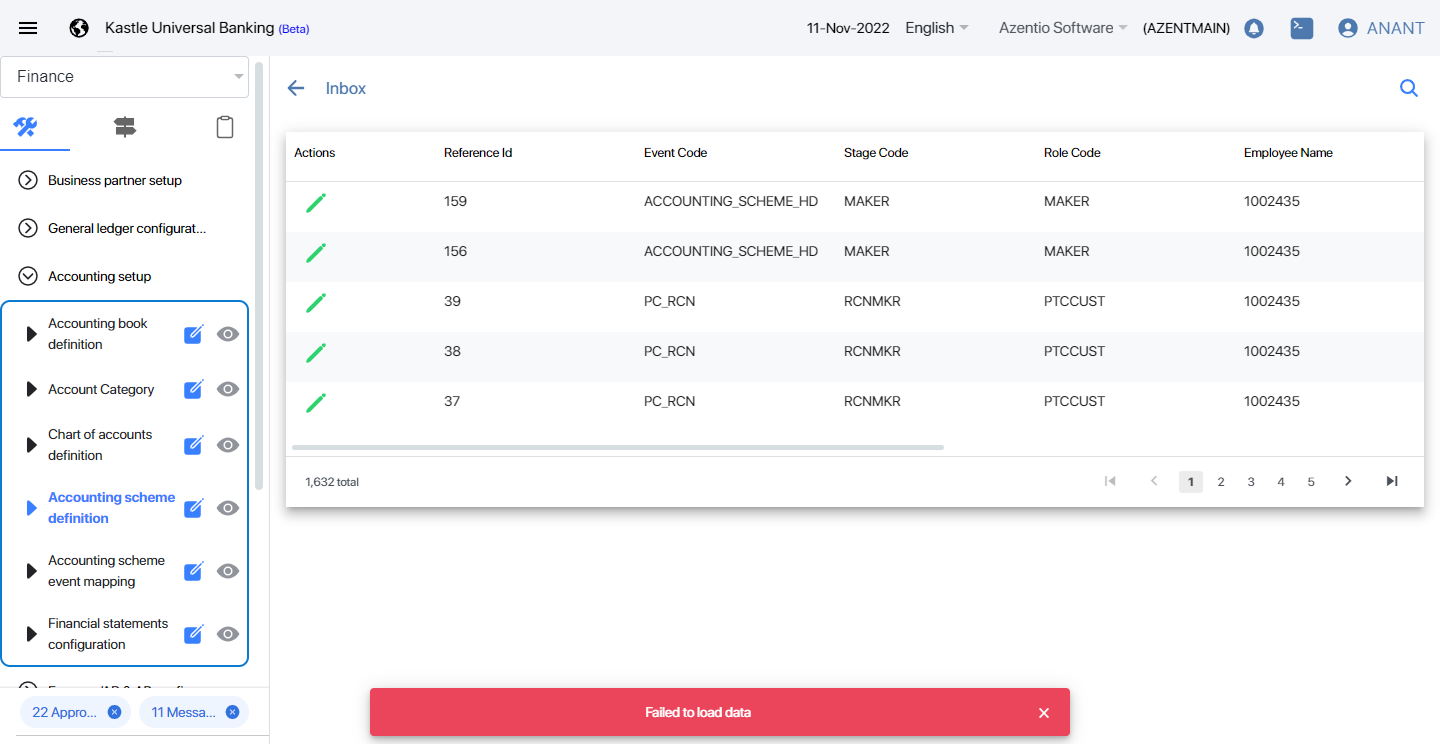 Kastle Universal Banking (Beta)
11-Nov-2022 English Azentio Software (AZENTMAIN) ANANT
Finance
Business partner setup
General ledger configurat...
Accounting setup
Accounting book
definition
Account Category
Chart of accounts
definition
Accounting scheme
definition
Accounting scheme
event mapping
Financial statements
configuration
22 Appro... 11 Messa...
Inbox
Actions Reference Id Event Code Stage Code Role Code Employee Name
159 ACCOUNTING_SCHEME_HD MAKER MAKER 1002435
156 ACCOUNTING_SCHEME_HD MAKER MAKER 1002435
39 PC_RCN RCNMKR PTCCUST 1002435
38 PC_RCN RCNMKR PTCCUST 1002435
37 PC_RCN RCNMKR PTCCUST 1002435
1,632 total 1 2 3 4 5
Failed to load data